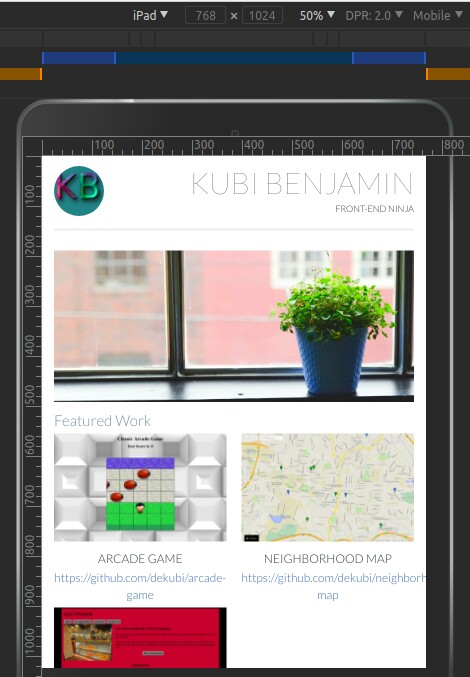 iPad 768 × 1024 50% DPR: 2.0 Mobile
100 200 300 400 500 600 700 800
100
200
300
400
500
600
700
800
900
1000
KB
KUBI BENJAMIN
FRONT-END NINJA
Featured Work
Classic Arcade Game
ARCADE GAME
NEIGHBORHOOD MAP
https://github.com/dekubi/arcade-
game
https://github.com/dekubi/neighborh
map